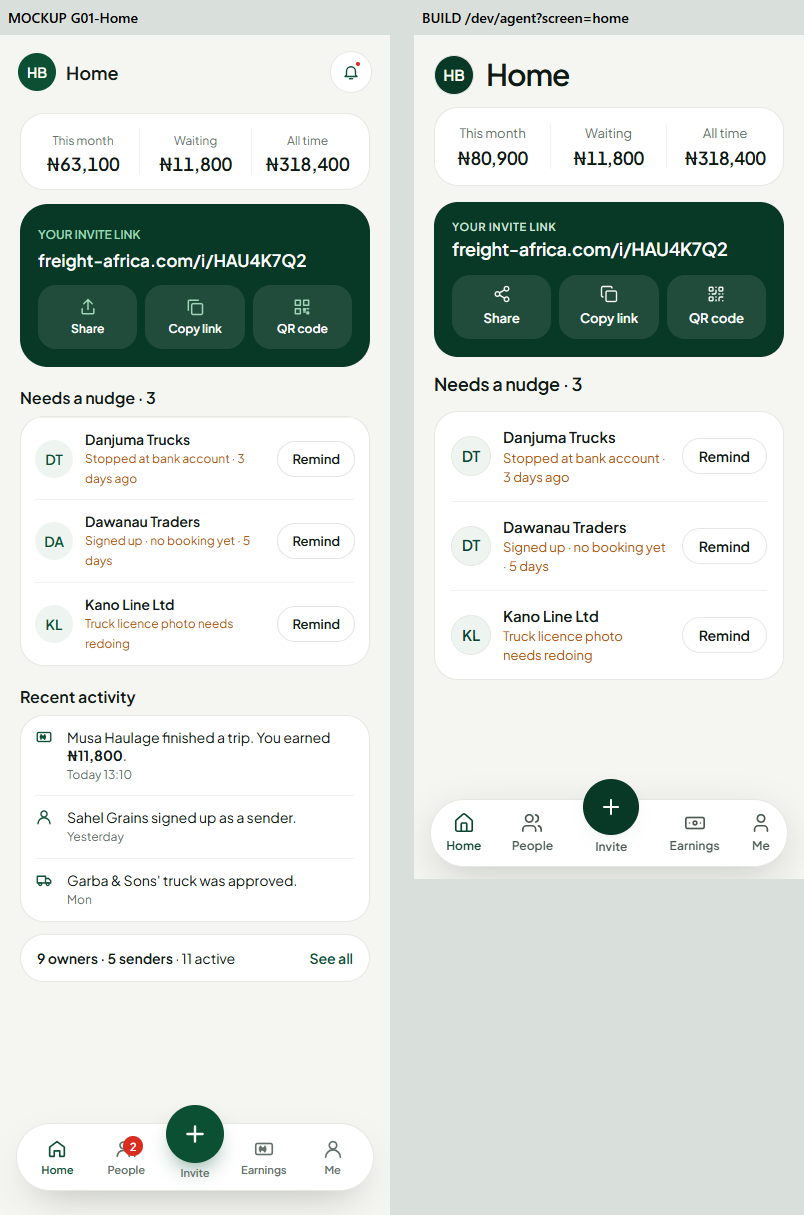 MOCKUP G01-Home
HB
Home
This month
Waiting
All time
₦63,100
₦11,800
₦318,400
YOUR INVITE LINK
freight-africa.com/i/HAU4K7Q2
Share
Copy link
QR code
Needs a nudge · 3
DT
Danjuma Trucks
Stopped at bank account · 3
days ago
Remind
DA
Dawanau Traders
Signed up · no booking yet · 5
days
Remind
KL
Kano Line Ltd
Truck licence photo needs
redoing
Remind
Recent activity
Musa Haulage finished a trip. You earned
₦11,800.
Today 13:10
Sahel Grains signed up as a sender.
Yesterday
Garba & Sons' truck was approved.
Mon
9 owners · 5 senders · 11 active
See all
Home
2
People
Invite
Earnings
Me
BUILD /dev/agent?screen=home
HB
Home
This month
Waiting
All time
₦80,900
₦11,800
₦318,400
YOUR INVITE LINK
freight-africa.com/i/HAU4K7Q2
Share
Copy link
QR code
Needs a nudge · 3
DT
Danjuma Trucks
Stopped at bank account ·
3 days ago
Remind
DT
Dawanau Traders
Signed up · no booking yet
· 5 days
Remind
KL
Kano Line Ltd
Truck licence photo
needs redoing
Remind
Home
People
Invite
Earnings
Me